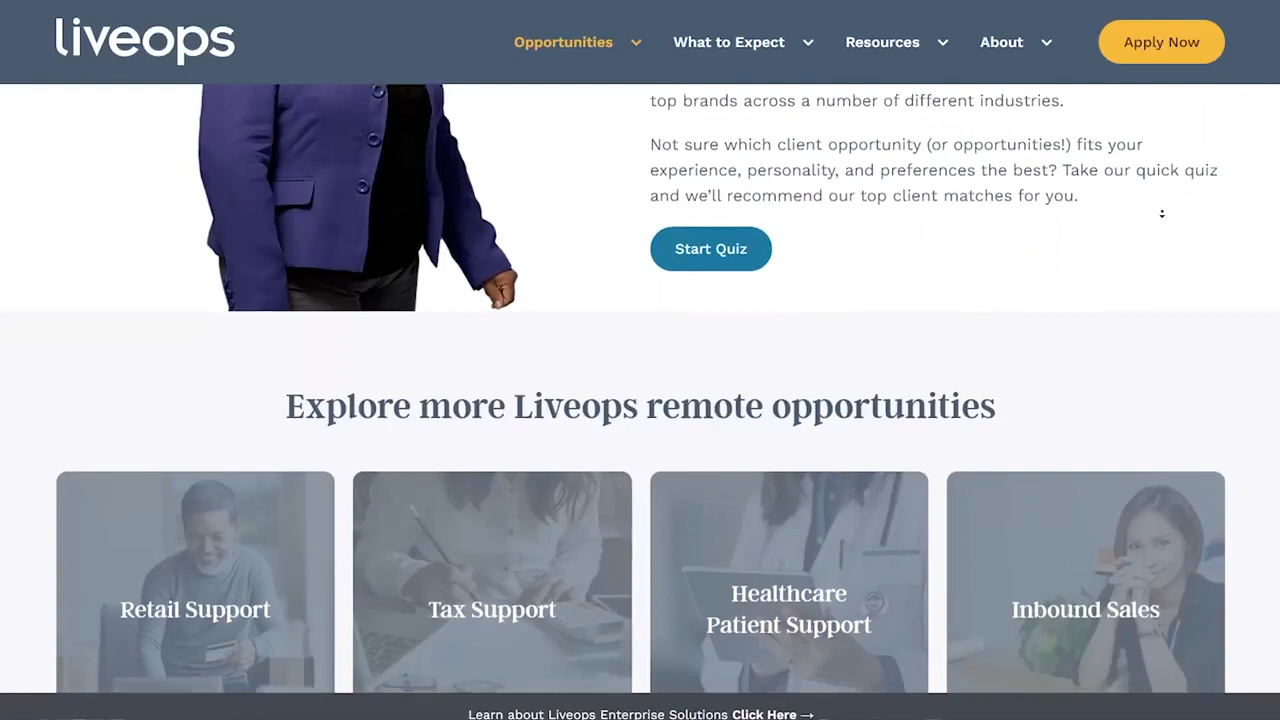 liveops
Opportunities
What to Expect
Resources
About
Apply Now
top brands across a number of different industries.
Not sure which client opportunity (or opportunities!) fits your
experience, personality, and preferences the best? Take our quick quiz
and we’ll recommend our top client matches for you.
Start Quiz
Explore more Liveops remote opportunities
Retail Support
Tax Support
Healthcare
Patient Support
Inbound Sales
Learn about Liveops Enterprise Solutions Click Here →